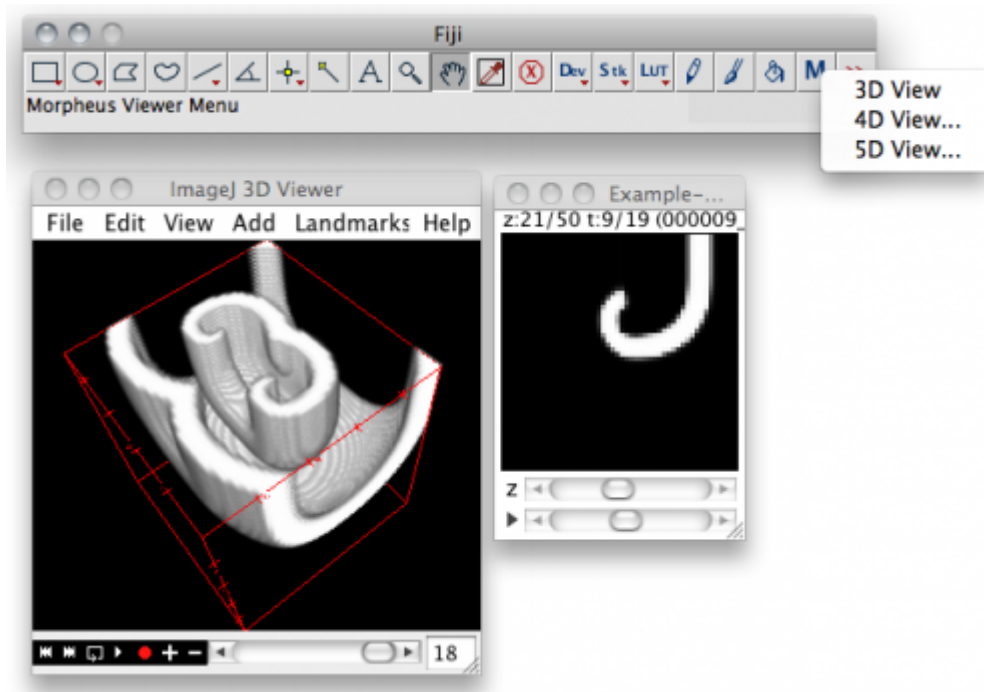 Fiji
A Dev Stk LUT M >>
Morpheus Viewer Menu
3D View
4D View...
5D View...
ImageJ 3D Viewer
File Edit View Add Landmarks Help
18
Example-...
z:21/50 t:9/19 (000009_
z